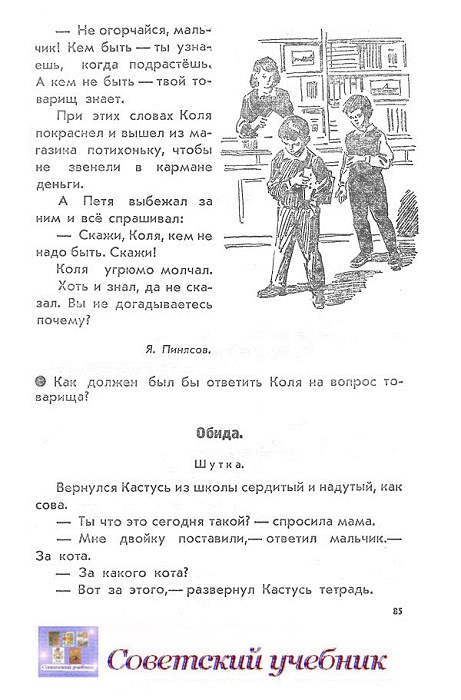 — Не огорчайся, маль-
чик! Кем быть — ты узна-
ешь, когда подрастёшь.
А кем не быть — твой то-
варищ знает.
При этих словах Коля
покраснел и вышел из ма-
газина потихоньку, чтобы
не звенели в кармане
деньги.
А Петя выбежал за
ним и всё спрашивал:
— Скажи, Коля, кем не
надо быть. Скажи!
Коля угрюмо молчал.
Хоть и знал, да не ска-
зал. Вы не догадываетесь
почему?
Я. Пинясов.
Как должен был бы ответить Коля на вопрос то-
варища?
Обида.
Шутка.
Вернулся Кастусь из школы сердитый и надутый, как
сова.
— Ты что это сегодня такой? — спросила мама.
— Мне двойку поставили,— ответил мальчик.—
За кота.
— За какого кота?
— Вот за этого,— развернул Кастусь тетрадь.
85
Советский учебник
Советский учебник